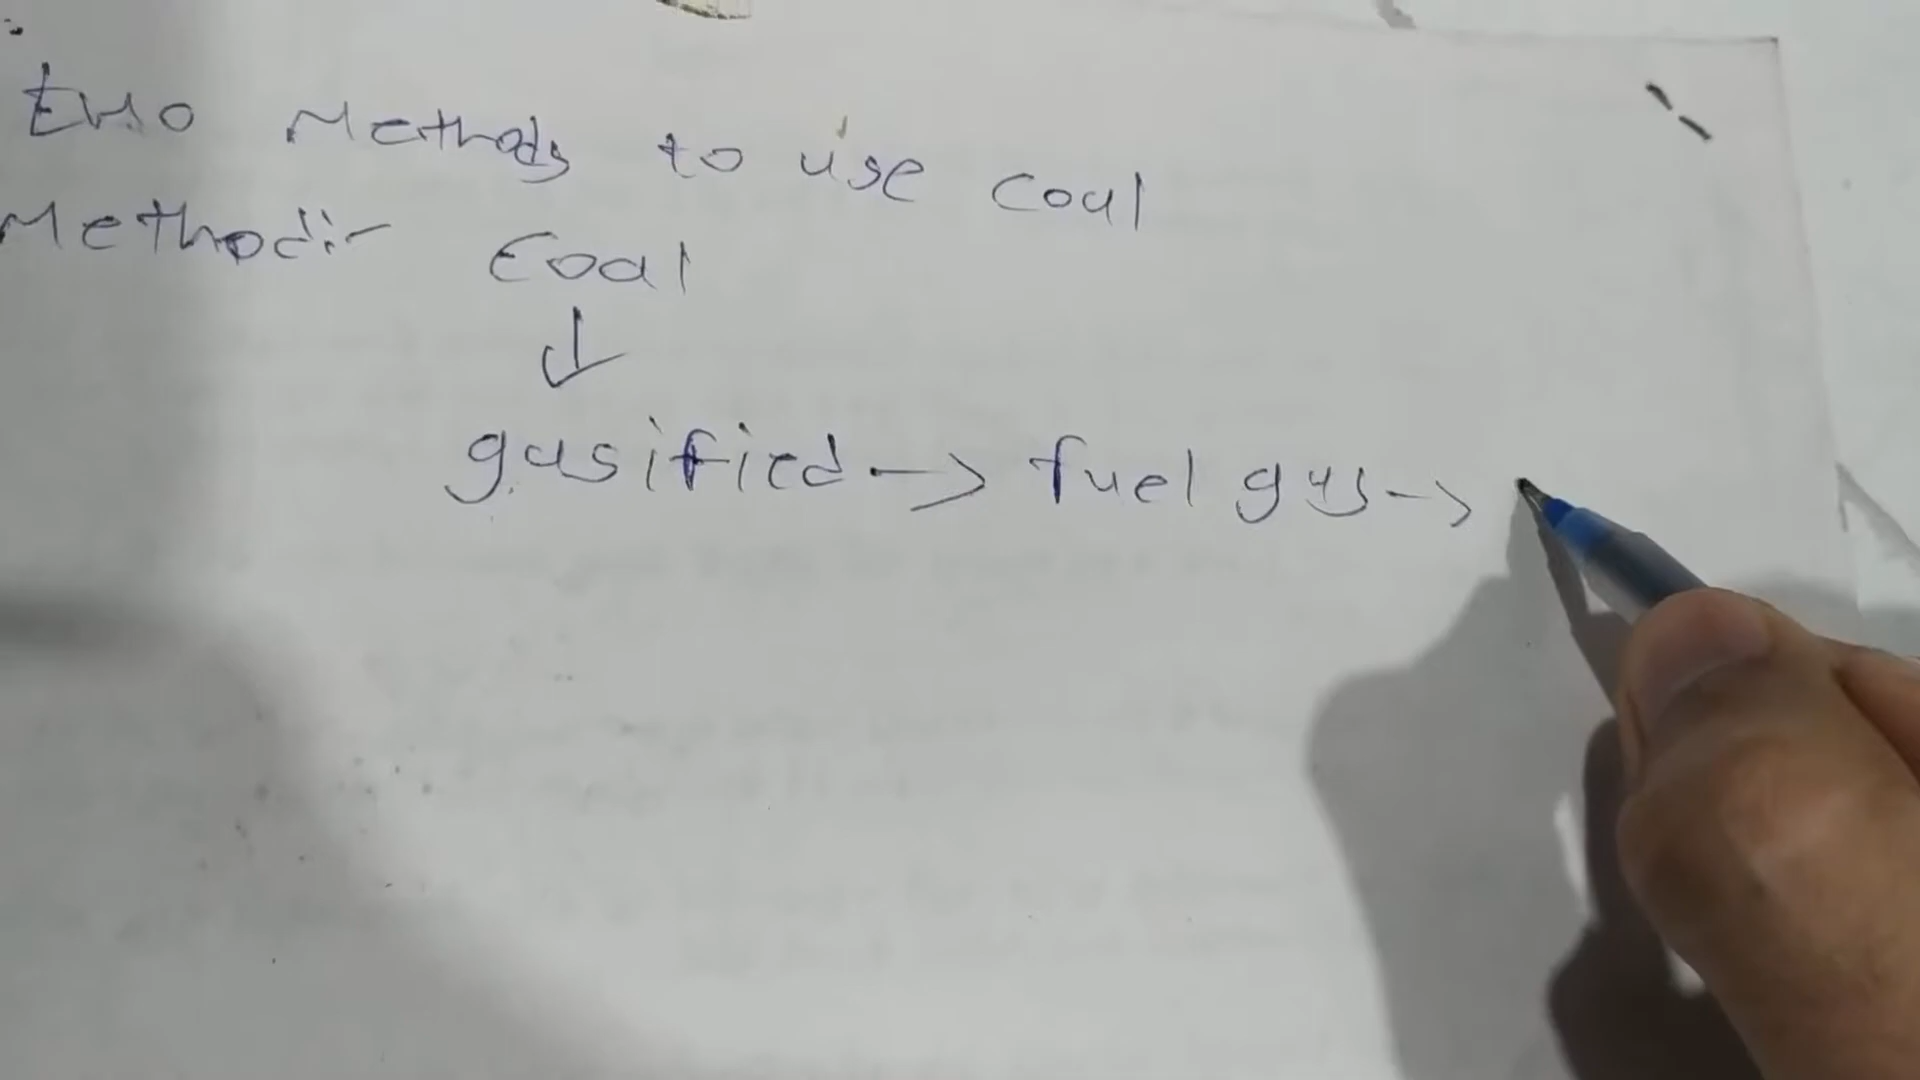 Two Methods to use coal
Method:- Coal
↓
gasified -> fuel gas ->